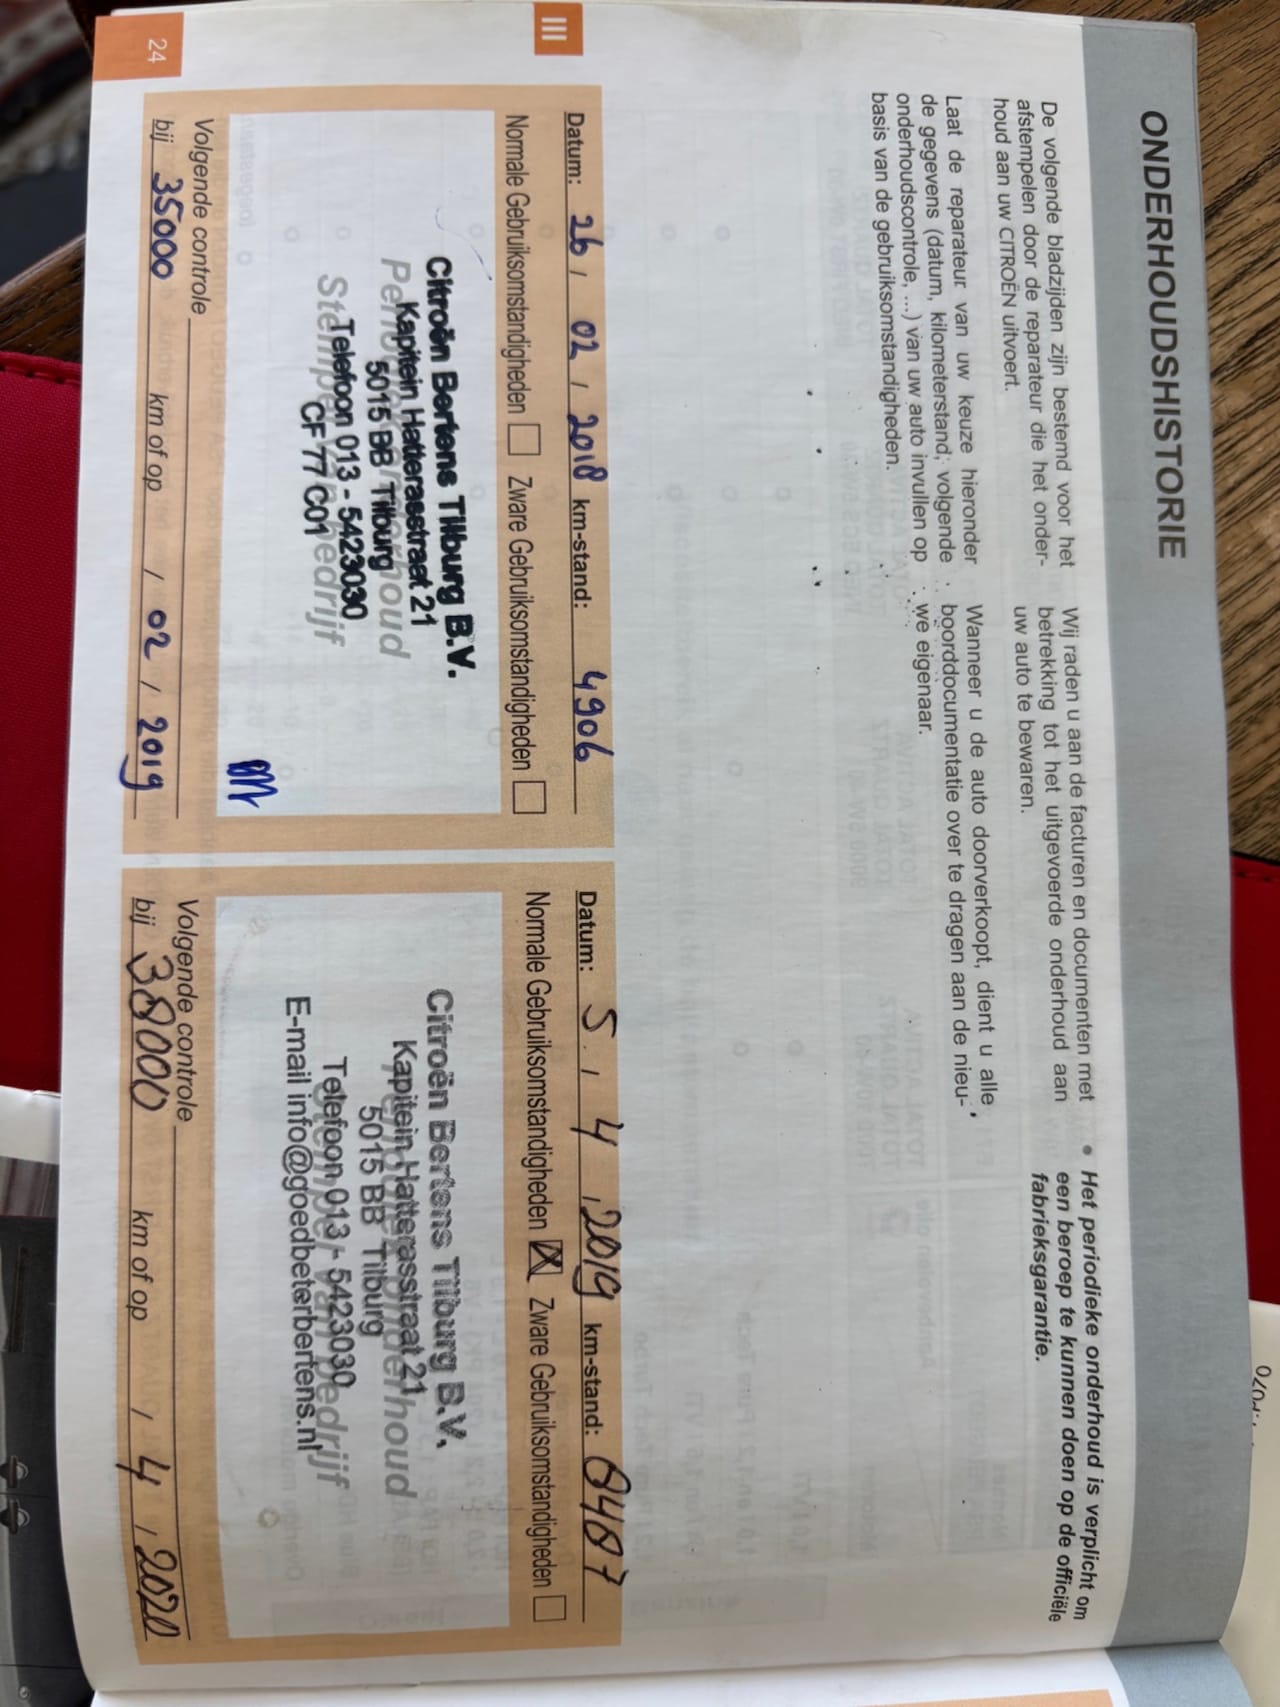 ONDERHOUDSHISTORIE
De volgende bladzijden zijn bestemd voor het
afstempelen door de reparateur die het onder-
houd aan uw CITROËN uitvoert.
Laat de reparateur van uw keuze hieronder
de gegevens (datum, kilometerstand, volgende
onderhoudscontrole, ...) van uw auto invullen op
basis van de gebruiksomstandigheden.
Wij raden u aan de facturen en documenten met
betrekking tot het uitgevoerde onderhoud aan
uw auto te bewaren.
Wanneer u de auto doorverkoopt, dient u alle
boorddocumentatie over te dragen aan de nieu-
we eigenaar.
• Het periodieke onderhoud is verplicht om
een beroep te kunnen doen op de officiële
fabrieksgarantie.
III
Datum: 26 / 02 / 2018 km-stand: 4906
Normale Gebruiksomstandigheden Zware Gebruiksomstandigheden
Citroën Bertens Tilburg B.V.
Kapitein Hatterasstraat 21
5015 BB Tilburg
Telefoon 013 - 5423030
CF 77 C01
Volgende controle
bij 35000 km of op / 02 / 2019
Datum: 5 / 4 / 2019 km-stand: 8487
Normale Gebruiksomstandigheden X Zware Gebruiksomstandigheden
Citroën Bertens Tilburg B.V.
Kapitein Hatterasstraat 21
5015 BB Tilburg
Telefoon 013 - 5423030
E-mail info@goedbeterbertens.nl
Volgende controle
bij 38000 km of op / 4 / 2020
24